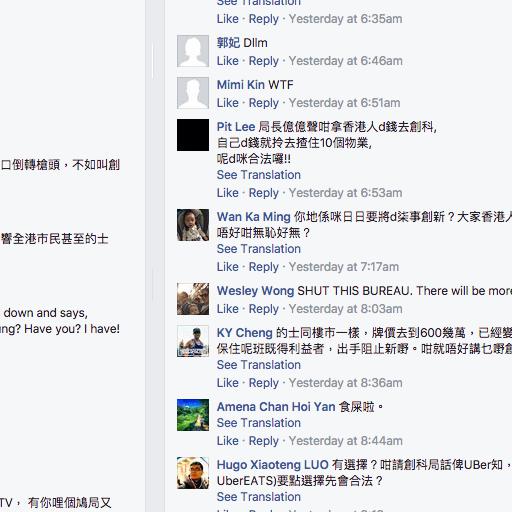 See Translation
Like · Reply · Yesterday at 6:35am
郭妃 Dllm
Like · Reply · Yesterday at 6:46am
Mimi Kin WTF
Like · Reply · Yesterday at 6:51am
Pit Lee 局長億億聲咁拿香港人d錢去創科,
自己d錢就拎去揸住10個物業,
呢d咪合法囉!!
See Translation
Like · Reply · Yesterday at 6:53am
Wan Ka Ming 你地係咪日日要將d柒事創新？大家香港人
唔好咁無恥好無？
See Translation
Like · Reply · Yesterday at 7:17am
Wesley Wong SHUT THIS BUREAU. There will be more
Like · Reply · Yesterday at 8:03am
KY Cheng 的士同樓市一樣，牌價去到600幾萬，已經變
保住呢班既得利益者，出手阻止新嘢。咁就唔好講乜嘢創
See Translation
Like · Reply · Yesterday at 8:36am
Amena Chan Hoi Yan 食屎啦。
See Translation
Like · Reply · Yesterday at 8:44am
Hugo Xiaoteng LUO 有選擇？咁請創科局話俾UBer知，
UberEATS)要點選擇先會合法？
See Translation
口倒轉槍頭，不如叫創
響全港市民甚至的士
down and says,
ung? Have you? I have!
TV， 有你哩個鳩局又